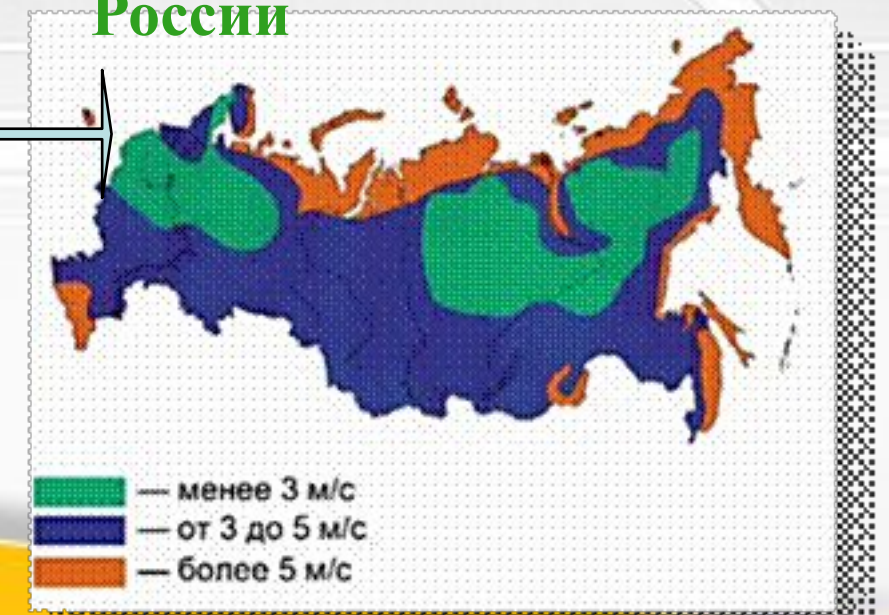 России
— менее 3 м/с
— от 3 до 5 м/с
— более 5 м/с